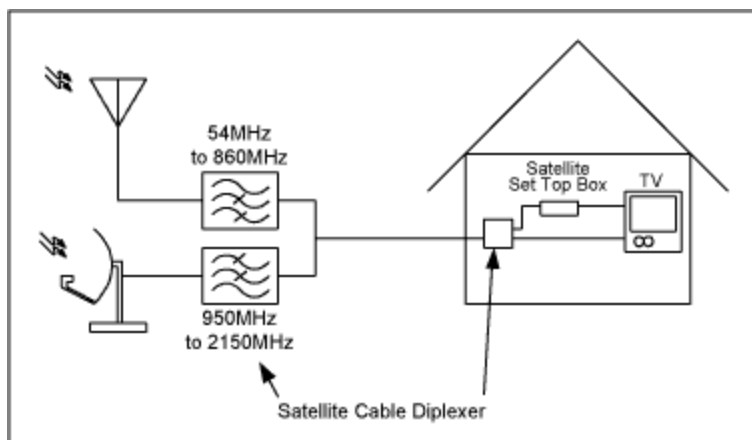 54MHz
to 860MHz
Satellite
Set Top Box
TV
950MHz
to 2150MHz
Satellite Cable Diplexer